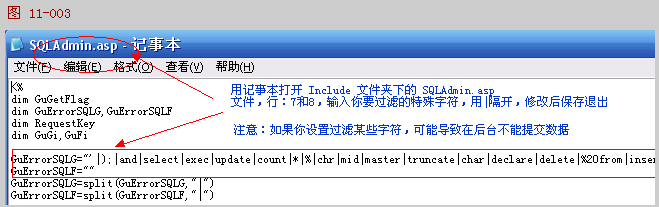 图 11-003
SQLAdmin.asp - 记事本
文件(F) 编辑(E) 格式(O) 查看(V) 帮助(H)
<%
dim GuGetFlag
dim GuErrorSQLG,GuErrorSQLF
dim RequestKey
dim GuGi,GuFi
用记事本打开 Include 文件夹下的 SQLAdmin.asp
文件，行：7和8，输入你要过滤的特殊字符，用|隔开，修改后保存退出
注意：如果你设置过滤某些字符，可能导致在后台不能提交数据
GuErrorSQLG="'|);|and|select|exec|update|count|*|%|chr|mid|master|truncate|char|declare|delete|%20from|inser
GuErrorSQLF=""
GuErrorSQLG=split(GuErrorSQLG,"|")
GuErrorSQLF=split(GuErrorSQLF,"|")